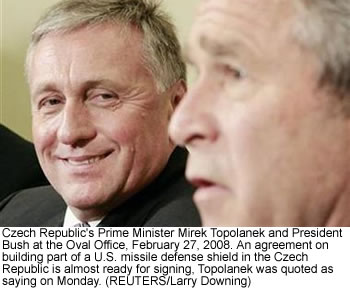 Czech Republic's Prime Minister Mirek Topolanek and President
Bush at the Oval Office, February 27, 2008. An agreement on
building part of a U.S. missile defense shield in the Czech
Republic is almost ready for signing, Topolanek was quoted as
saying on Monday. (REUTERS/Larry Downing)